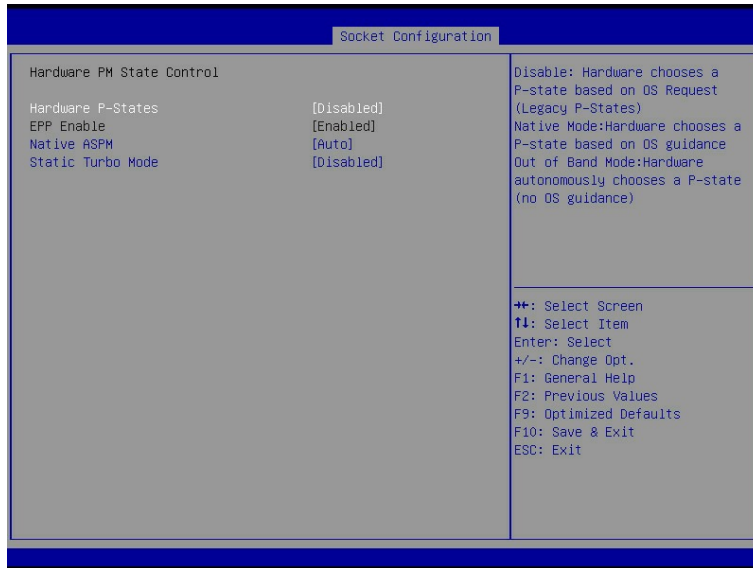 Socket Configuration
Hardware PM State Control
Hardware P-States [Disabled]
EPP Enable [Enabled]
Native ASPM [Auto]
Static Turbo Mode [Disabled]
Disable: Hardware chooses a
P-state based on OS Request
(Legacy P-States)
Native Mode:Hardware chooses a
P-state based on OS guidance
Out of Band Mode:Hardware
autonomously chooses a P-state
(no OS guidance)
→←: Select Screen
↑↓: Select Item
Enter: Select
+/-: Change Opt.
F1: General Help
F2: Previous Values
F9: Optimized Defaults
F10: Save & Exit
ESC: Exit